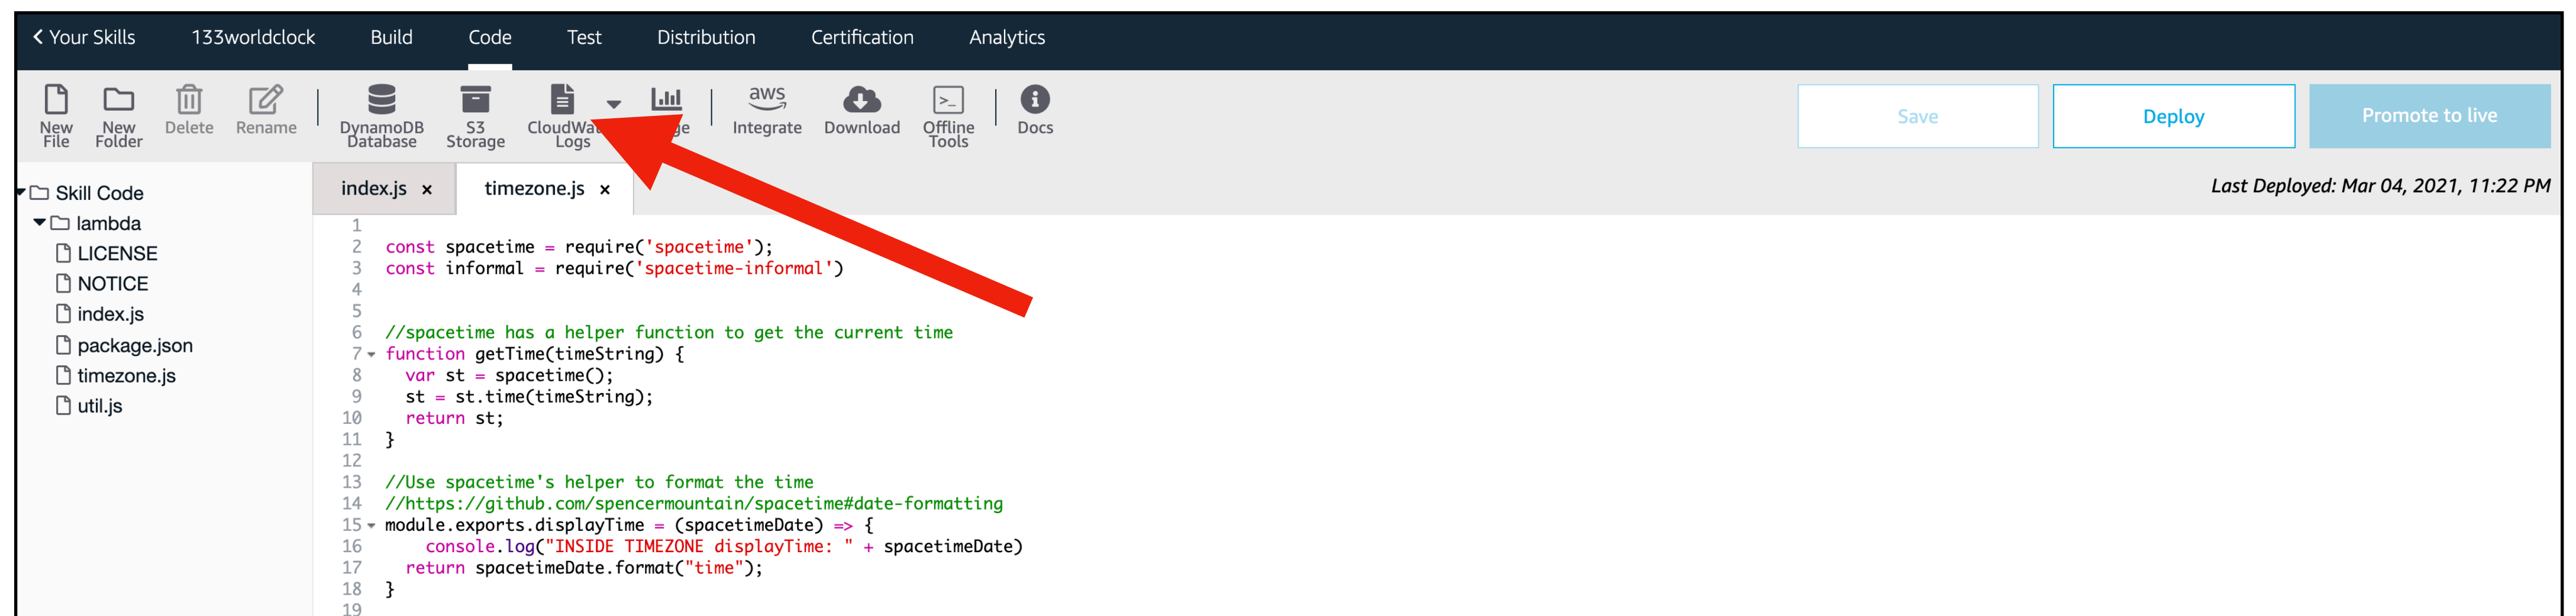 Your Skills 133worldclock Build Code Test Distribution Certification Analytics
New File
New Folder
Delete
Rename
DynamoDB Database
S3 Storage
Logs
aws
Integrate
Download
Offline Tools
Docs
Save
Deploy
Promote to live
index.js × timezone.js ×
Last Deployed: Mar 04, 2021, 11:22 PM
Skill Code
lambda
LICENSE
NOTICE
index.js
package.json
timezone.js
util.js
1
2 const spacetime = require('spacetime');
3 const informal = require('spacetime-informal')
4
5
6 //spacetime has a helper function to get the current time
7 function getTime(timeString) {
8 var st = spacetime();
9 st = st.time(timeString);
10 return st;
11 }
12
13 //Use spacetime's helper to format the time
14 //https://github.com/spencermountain/spacetime#date-formatting
15 module.exports.displayTime = (spacetimeDate) => {
16 console.log("INSIDE TIMEZONE displayTime: " + spacetimeDate)
17 return spacetimeDate.format("time");
18 }
19